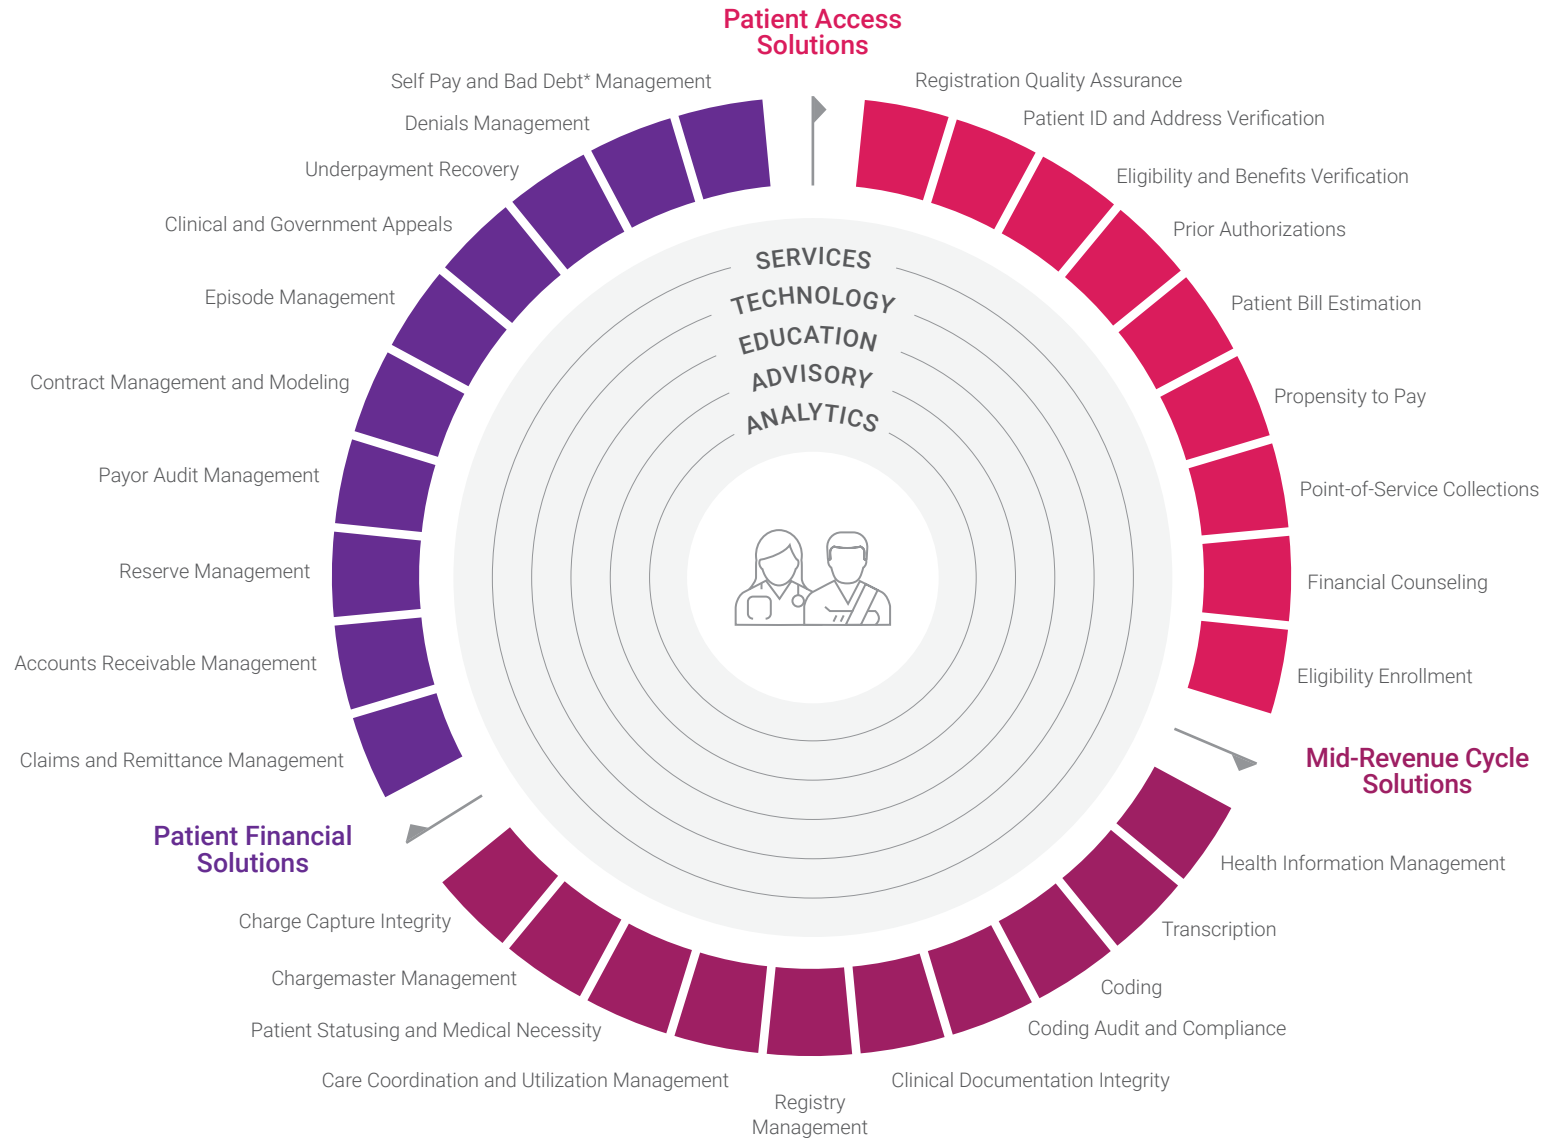 Patient Access
Solutions
Registration Quality Assurance
Patient ID and Address Verification
Eligibility and Benefits Verification
Prior Authorizations
Patient Bill Estimation
Propensity to Pay
Point-of-Service Collections
Financial Counseling
Eligibility Enrollment
Mid-Revenue Cycle
Solutions
Health Information Management
Transcription
Coding
Coding Audit and Compliance
Clinical Documentation Integrity
Registry
Management
Care Coordination and Utilization Management
Patient Statusing and Medical Necessity
Chargemaster Management
Charge Capture Integrity
Patient Financial
Solutions
Claims and Remittance Management
Accounts Receivable Management
Reserve Management
Payor Audit Management
Contract Management and Modeling
Episode Management
Clinical and Government Appeals
Underpayment Recovery
Denials Management
Self Pay and Bad Debt* Management
SERVICES
TECHNOLOGY
EDUCATION
ADVISORY
ANALYTICS